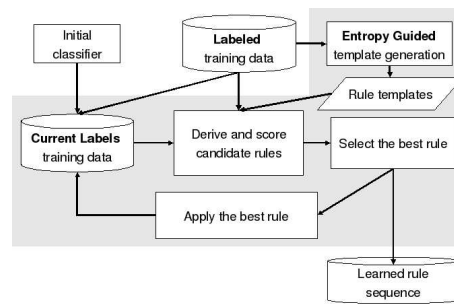 Initial
classifier
Labeled
training data
Entropy Guided
template generation
Rule templates
Current Labels
training data
Derive and score
candidate rules
Select the best rule
Apply the best rule
Learned rule
sequence